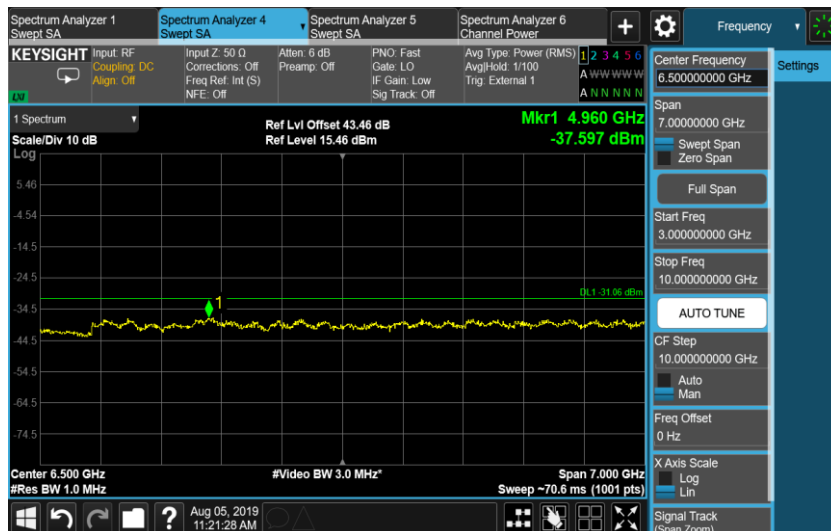 Spectrum Analyzer 1
Swept SA
Spectrum Analyzer 4
Swept SA
Spectrum Analyzer 5
Swept SA
Spectrum Analyzer 6
Channel Power
+
Frequency
KEYSIGHT
LXI
Input: RF
Coupling: DC
Align: Off
Input Z: 50 Ω
Corrections: Off
Freq Ref: Int (S)
NFE: Off
Atten: 6 dB
Preamp: Off
PNO: Fast
Gate: LO
IF Gain: Low
Sig Track: Off
Avg Type: Power (RMS)
Avg|Hold: 1/100
Trig: External 1
1 2 3 4 5 6
A W W W W W
A N N N N N
1 Spectrum
Scale/Div 10 dB
Log
Ref Lvl Offset 43.46 dB
Ref Level 15.46 dBm
Mkr1 4.960 GHz
-37.597 dBm
5.46
-4.54
-14.5
-24.5
-34.5
-44.5
-54.5
-64.5
-74.5
DL1 -31.06 dBm
1
Center 6.500 GHz
#Res BW 1.0 MHz
#Video BW 3.0 MHz*
Span 7.000 GHz
Sweep ~70.6 ms (1001 pts)
?
Aug 05, 2019
11:21:28 AM
Center Frequency
6.500000000 GHz
Span
7.00000000 GHz
Swept Span
Zero Span
Full Span
Start Freq
3.000000000 GHz
Stop Freq
10.000000000 GHz
AUTO TUNE
CF Step
10.000000000 GHz
Auto
Man
Freq Offset
0 Hz
X Axis Scale
Log
Lin
Signal Track
(Span Zoom)
Settings